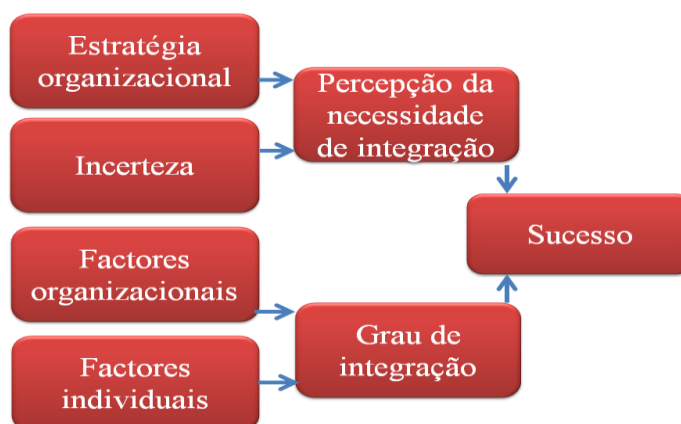 Estratégia
organizacional
Percepção da
necessidade
de integração
Incerteza
Sucesso
Factores
organizacionais
Grau de
integração
Factores
individuais